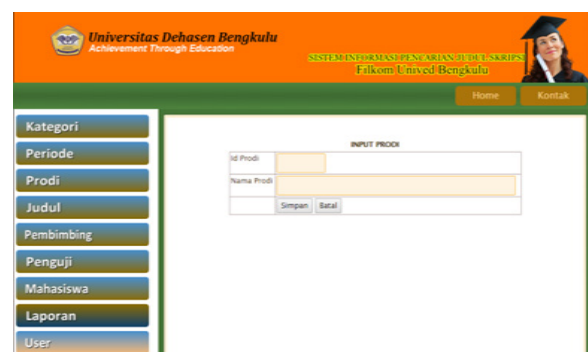 Universitas Dehasen Bengkulu
Achievement Through Education
SISTEM INFORMASI PENCARIAN JUDUL SKRIPSI
Filkom Unived Bengkulu
Home Kontak
Kategori
Periode
Prodi
Judul
Pembimbing
Penguji
Mahasiswa
Laporan
User
INPUT PRODI
Id Prodi
Nama Prodi
Simpan Batal